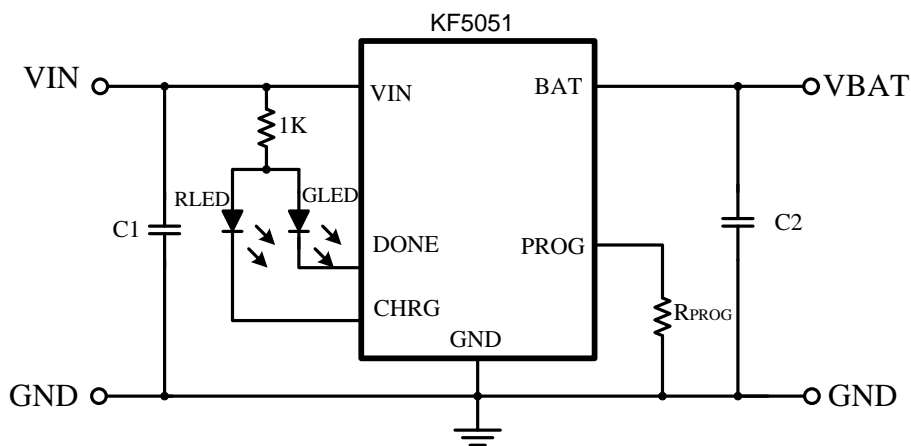 KF5051
VIN
VIN
BAT
VBAT
1K
RLED
GLED
C1
DONE
PROG
C2
CHRG
RPROG
GND
GND
GND